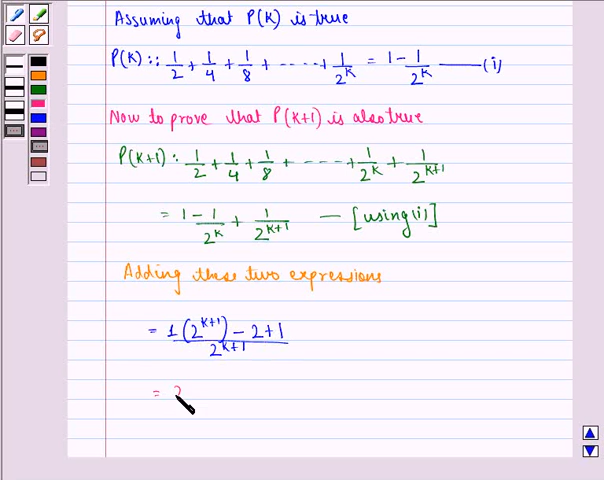 Assuming that P(K) is true
P(K) :: 1/2 + 1/4 + 1/8 + ----- + 1/2^K = 1 - 1/2^K ——— (i)
Now to prove that P(K+1) is also true
P(K+1) : 1/2 + 1/4 + 1/8 + ----- + 1/2^K + 1/2^(K+1)
= 1 - 1/2^K + 1/2^(K+1) — [using (i)]
Adding these two expressions
= (1(2^(K+1)) - 2 + 1)/2^(K+1)
=